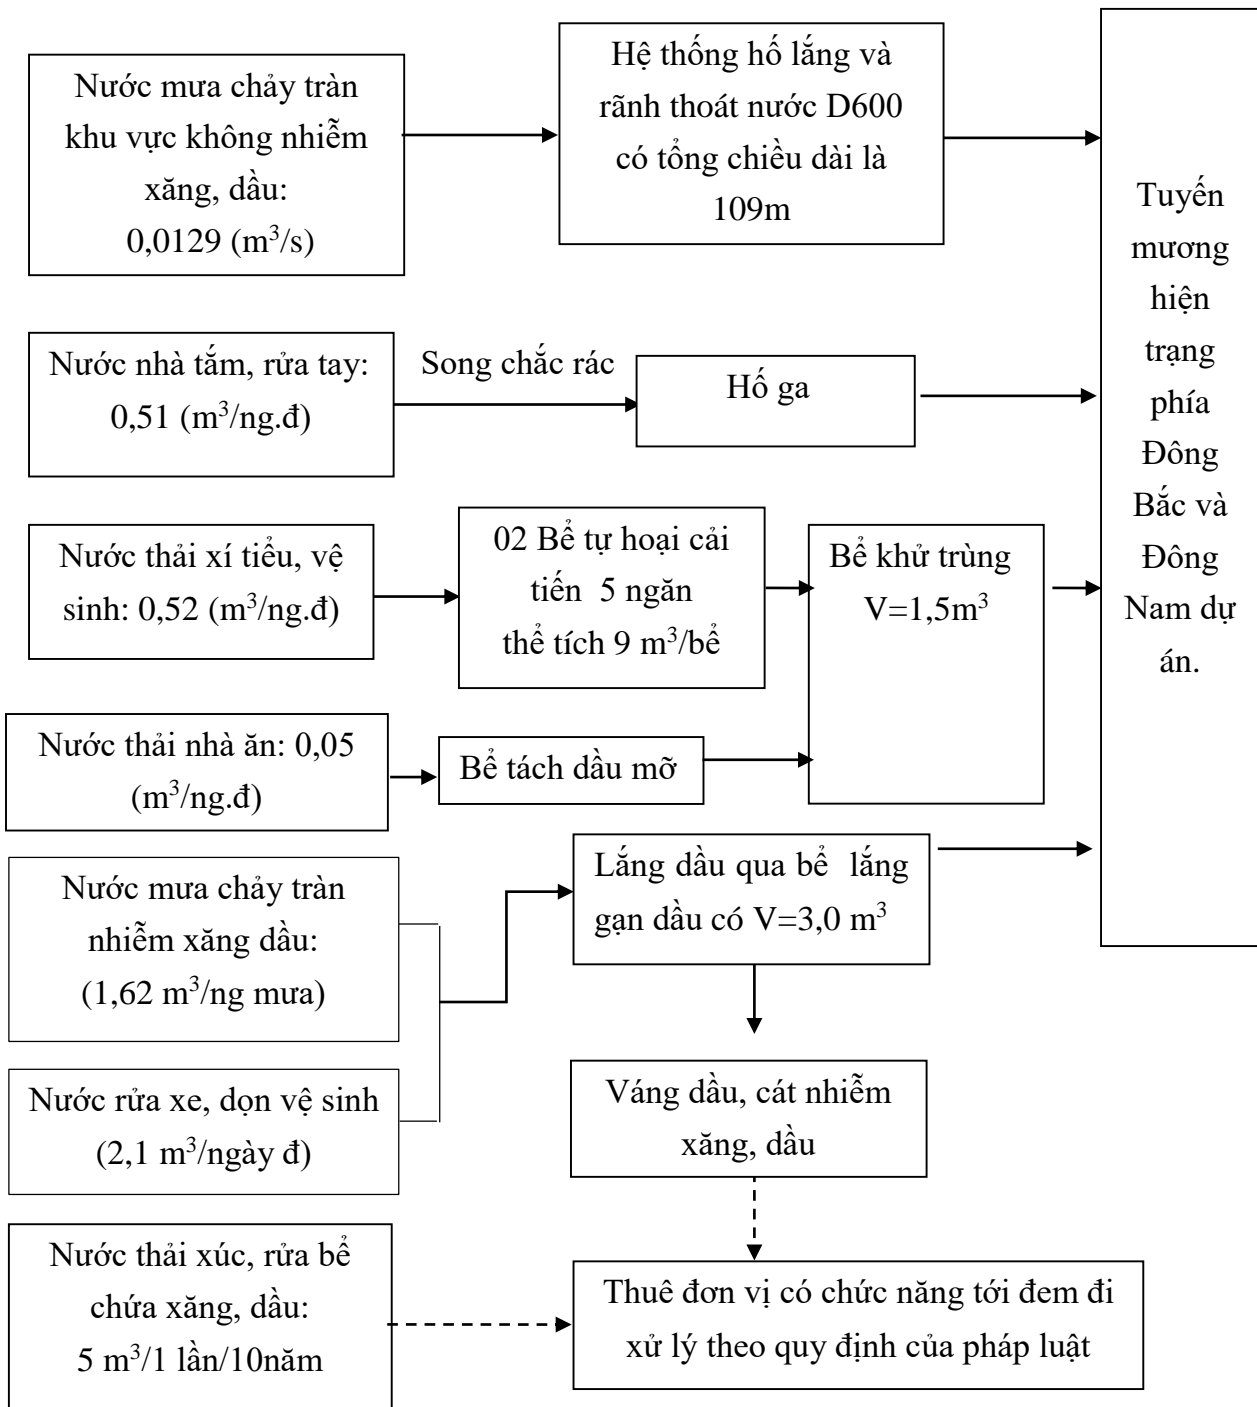 Nước mưa chảy tràn
khu vực không nhiễm
xăng, dầu:
0,0129 (m³/s)
Hệ thống hố lắng và
rãnh thoát nước D600
có tổng chiều dài là
109m
Tuyến
mương
hiện
trạng
phía
Đông
Bắc và
Đông
Nam dự
án.
Nước nhà tắm, rửa tay:
0,51 (m³/ng.đ)
Song chắc rác
Hố ga
Nước thải xí tiểu, vệ
sinh: 0,52 (m³/ng.đ)
02 Bể tự hoại cải
tiến 5 ngăn
thể tích 9 m³/bể
Bể khử trùng
V=1,5m³
Nước thải nhà ăn: 0,05
(m³/ng.đ)
Bể tách dầu mỡ
Nước mưa chảy tràn
nhiễm xăng dầu:
(1,62 m³/ng mưa)
Lắng dầu qua bể lắng
gạn dầu có V=3,0 m³
Nước rửa xe, dọn vệ sinh
(2,1 m³/ngày đ)
Váng dầu, cát nhiễm
xăng, dầu
Nước thải xúc, rửa bể
chứa xăng, dầu:
5 m³/1 lần/10năm
Thuê đơn vị có chức năng tới đem đi
xử lý theo quy định của pháp luật